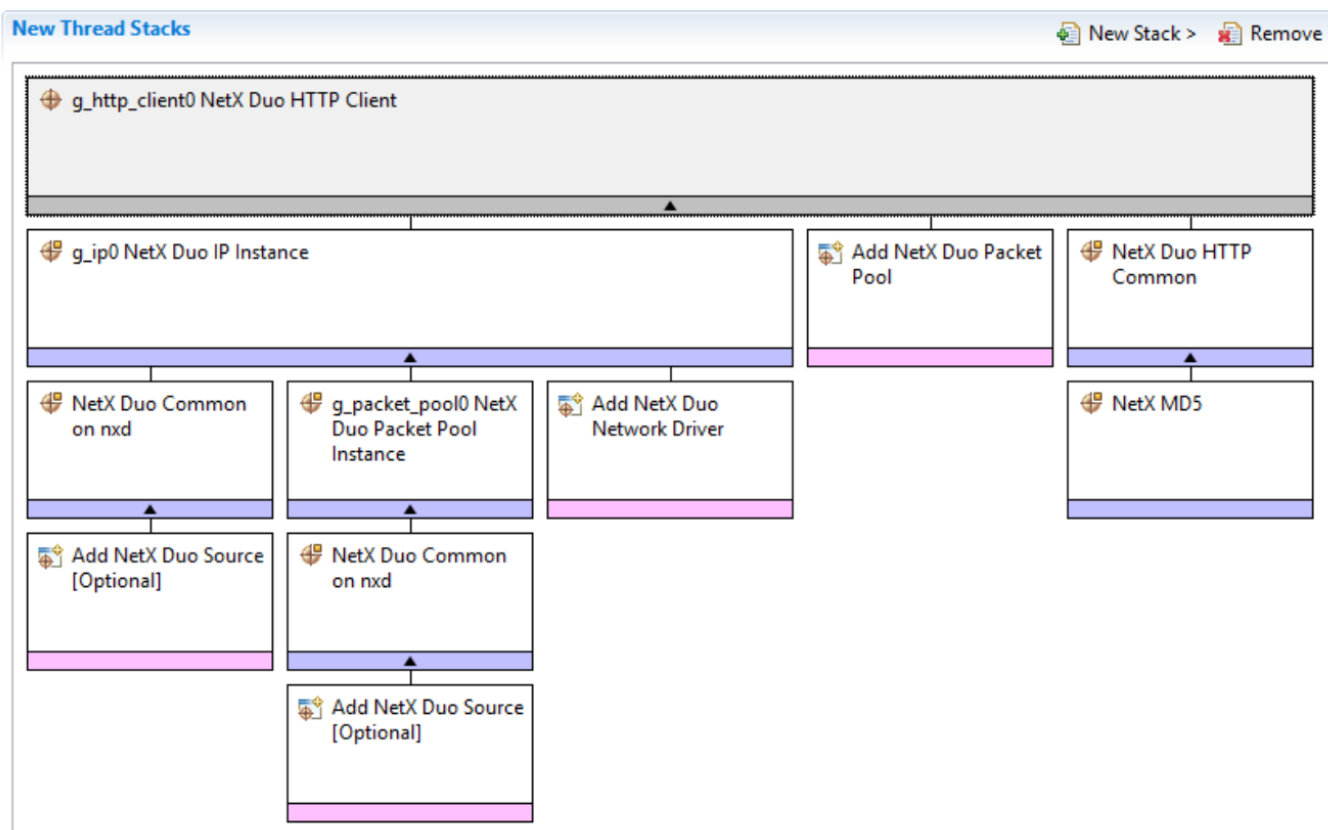 New Thread Stacks
New Stack >
Remove
g_http_client0 NetX Duo HTTP Client
g_ip0 NetX Duo IP Instance
Add NetX Duo Packet
Pool
NetX Duo HTTP
Common
NetX Duo Common
on nxd
g_packet_pool0 NetX
Duo Packet Pool
Instance
Add NetX Duo
Network Driver
NetX MD5
Add NetX Duo Source
[Optional]
NetX Duo Common
on nxd
Add NetX Duo Source
[Optional]